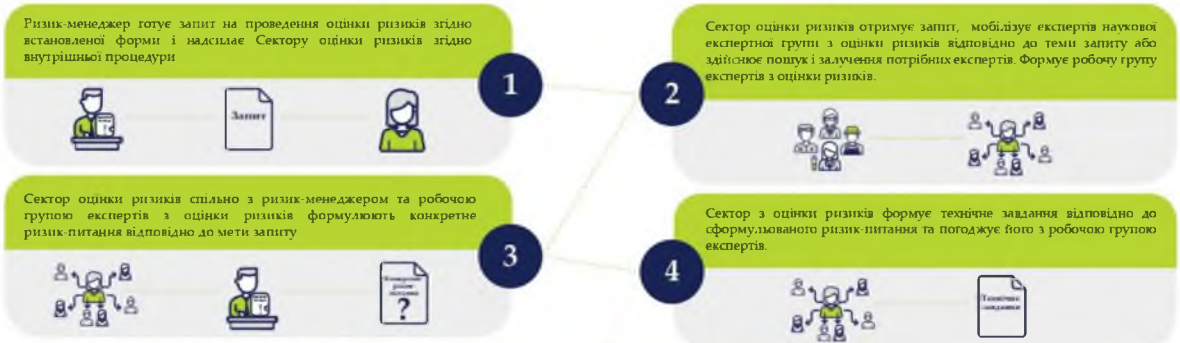 Ризик-менеджер готує запит на проведення оцінки ризиків згідно
встановленої форми і надсилає Сектору оцінки ризиків згідно
внутрішньої процедури
1
Запит
Сектор оцінки ризиків отримує запит, мобілізує експертів наукової
експертної групи з оцінки ризиків відповідно до теми запиту або
здійснює пошук і залучення потрібних експертів. Формує робочу групу
експертів з оцінки ризиків.
2
Сектор оцінки ризиків спільно з ризик-менеджером та робочою
групою експертів з оцінки ризиків формулюють конкретне
ризик-питання відповідно до мети запиту
3
?
Сектор з оцінки ризиків формує технічне завдання відповідно до
сформульованого ризик-питання та погоджує його з робочою групою
експертів.
4
Технічне
завдання